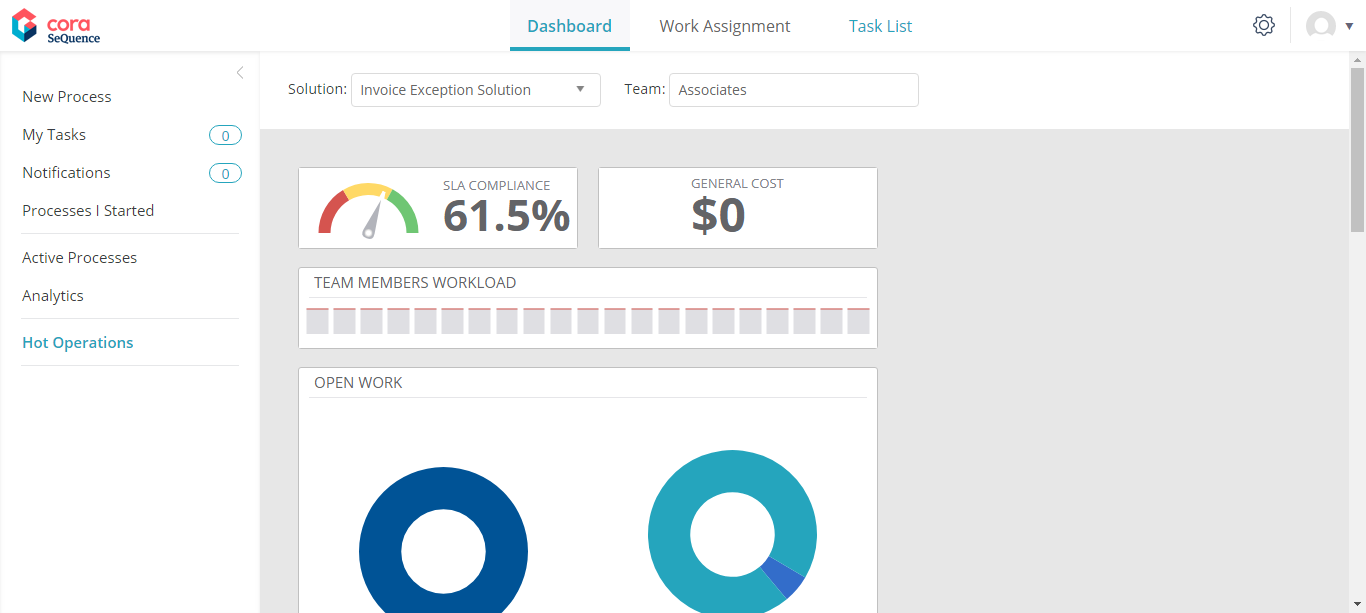 cora
SeQuence
Dashboard
Work Assignment
Task List
New Process
My Tasks
0
Notifications
0
Processes I Started
Active Processes
Analytics
Hot Operations
Solution:
Invoice Exception Solution
Team:
Associates
SLA COMPLIANCE
61.5%
GENERAL COST
$0
TEAM MEMBERS WORKLOAD
OPEN WORK